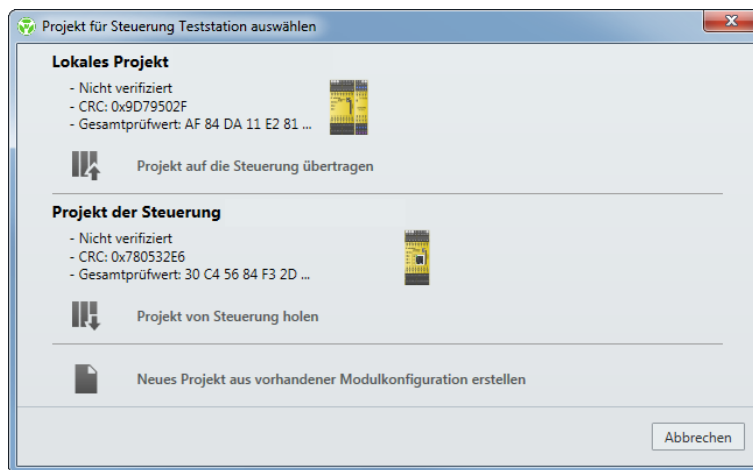 Projekt für Steuerung Teststation auswählen
Lokales Projekt
- Nicht verifiziert
- CRC: 0x9D79502F
- Gesamtprüfwert: AF 84 DA 11 E2 81 ...
Projekt auf die Steuerung übertragen
Projekt der Steuerung
- Nicht verifiziert
- CRC: 0x780532E6
- Gesamtprüfwert: 30 C4 56 84 F3 2D ...
Projekt von Steuerung holen
Neues Projekt aus vorhandener Modulkonfiguration erstellen
Abbrechen